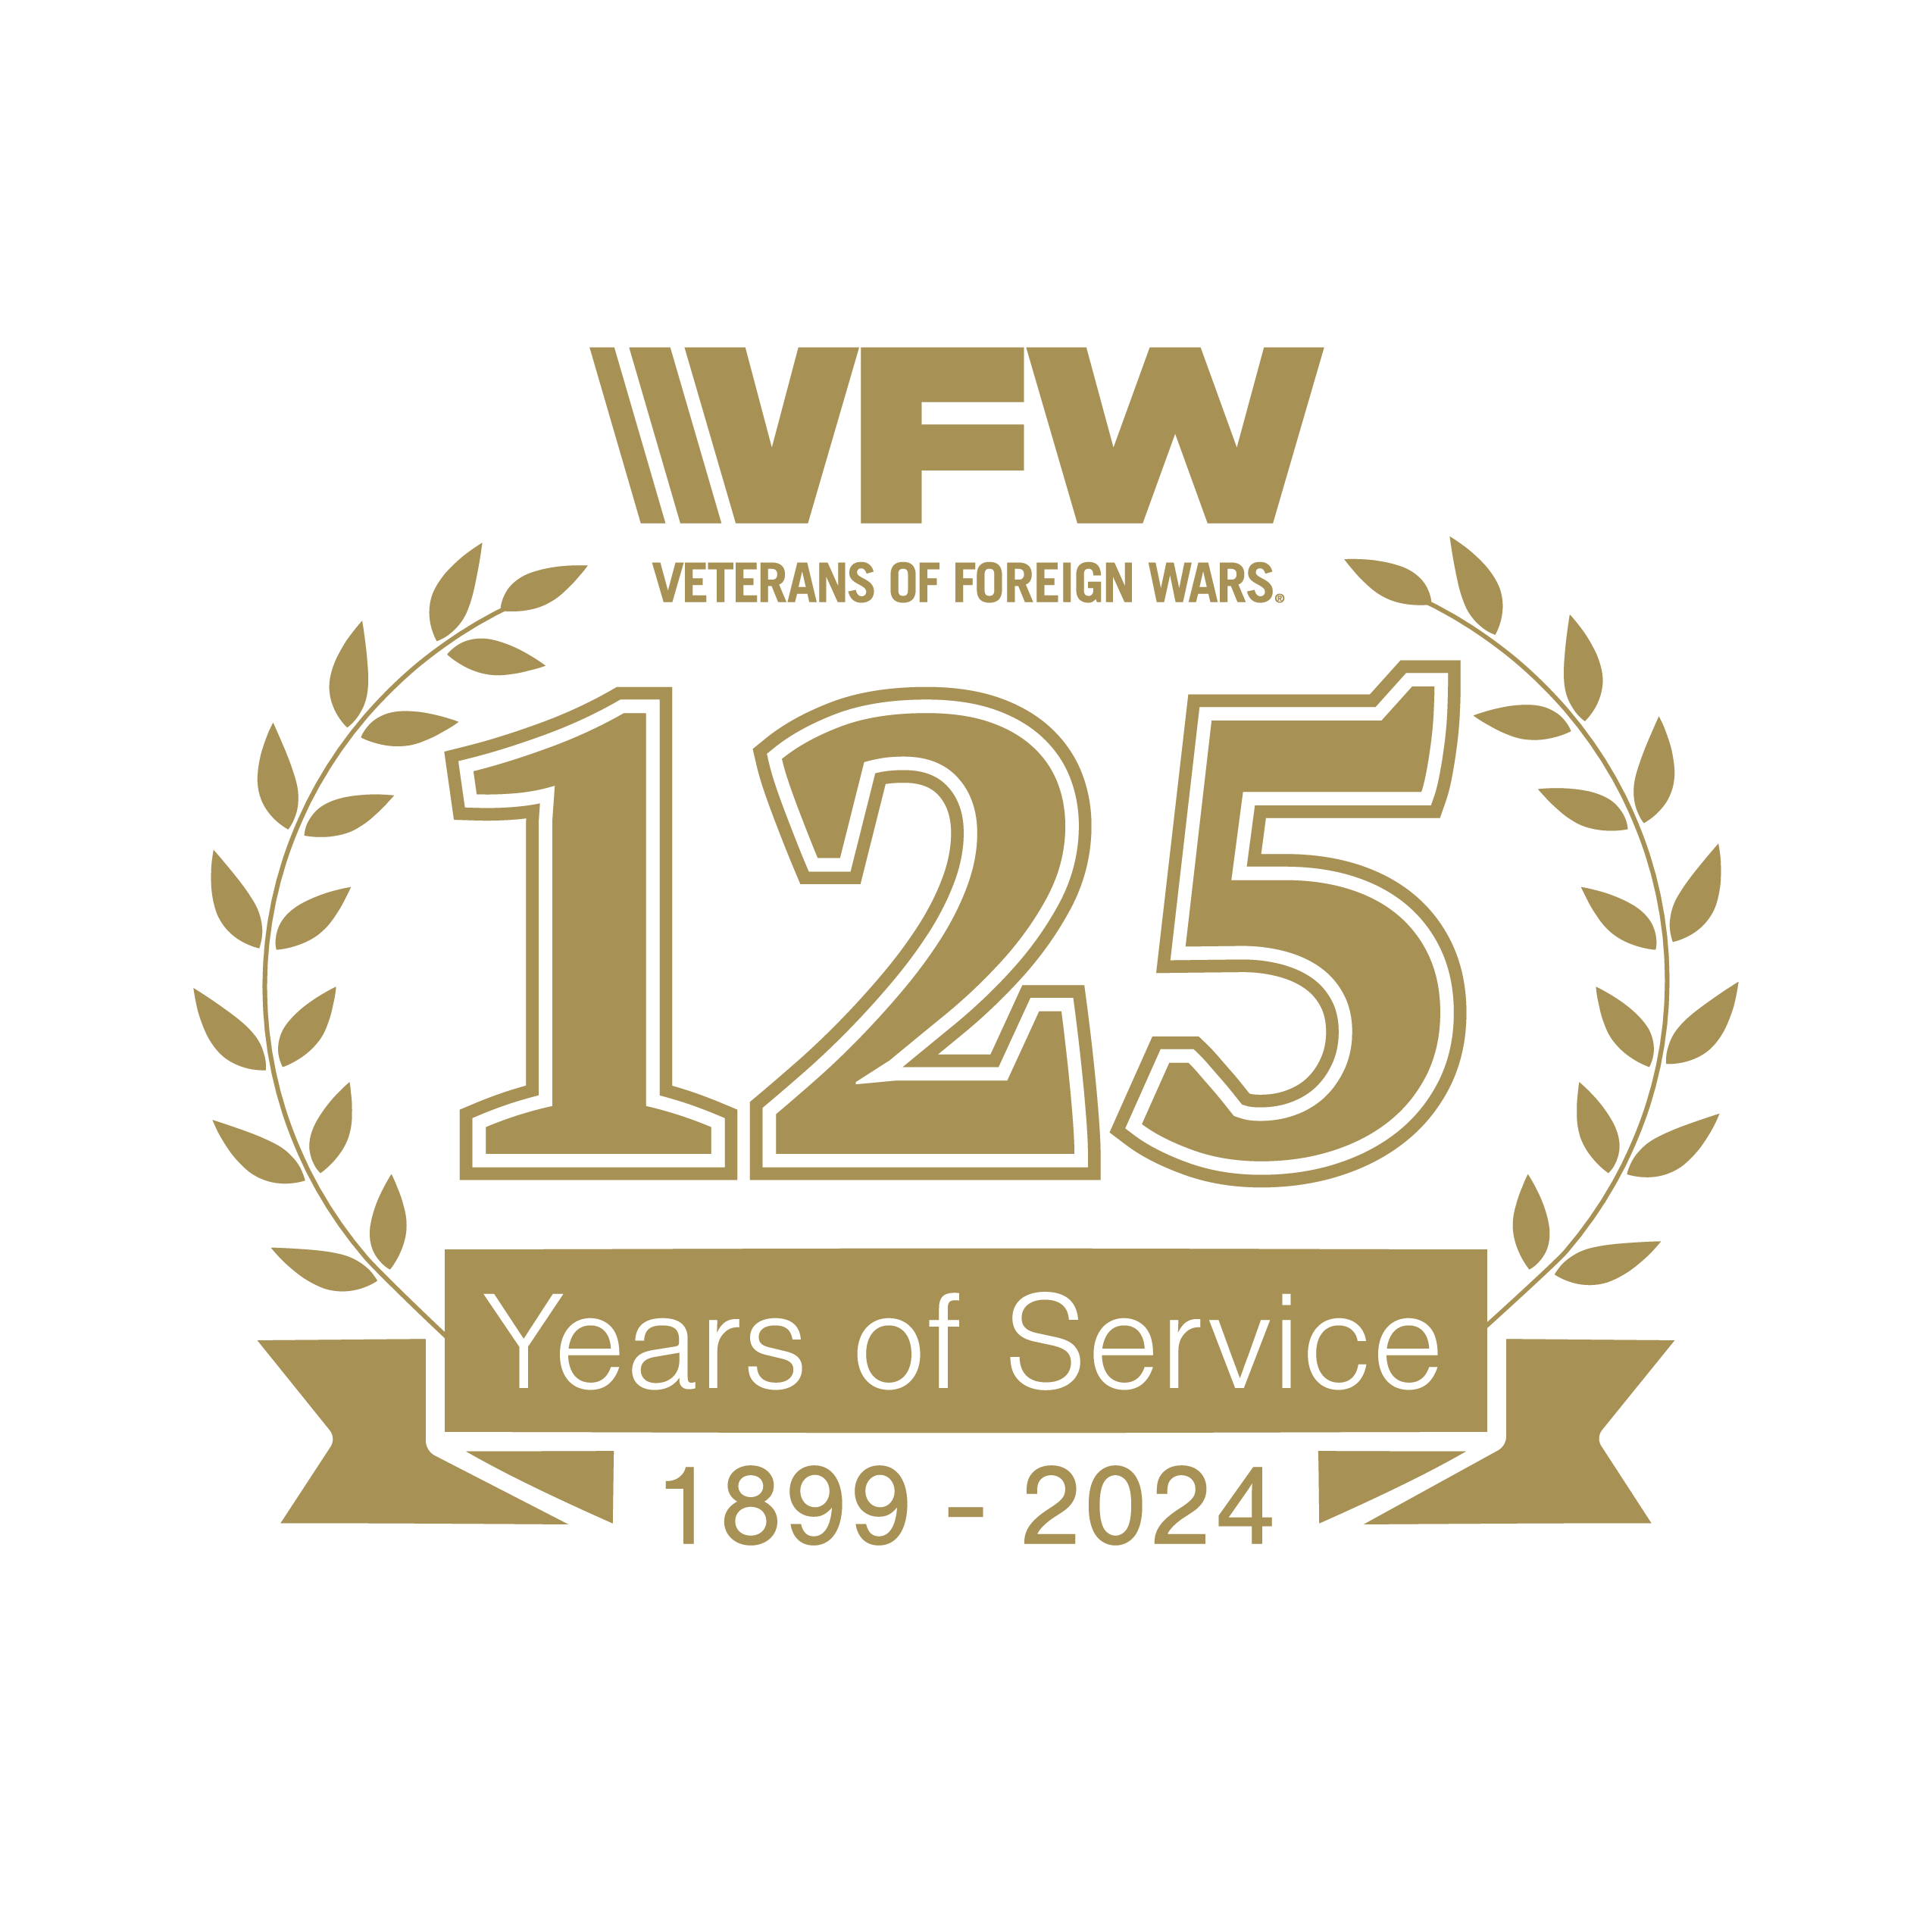 VFW
VETERANS OF FOREIGN WARS®
125
Years of Service
1899 - 2024